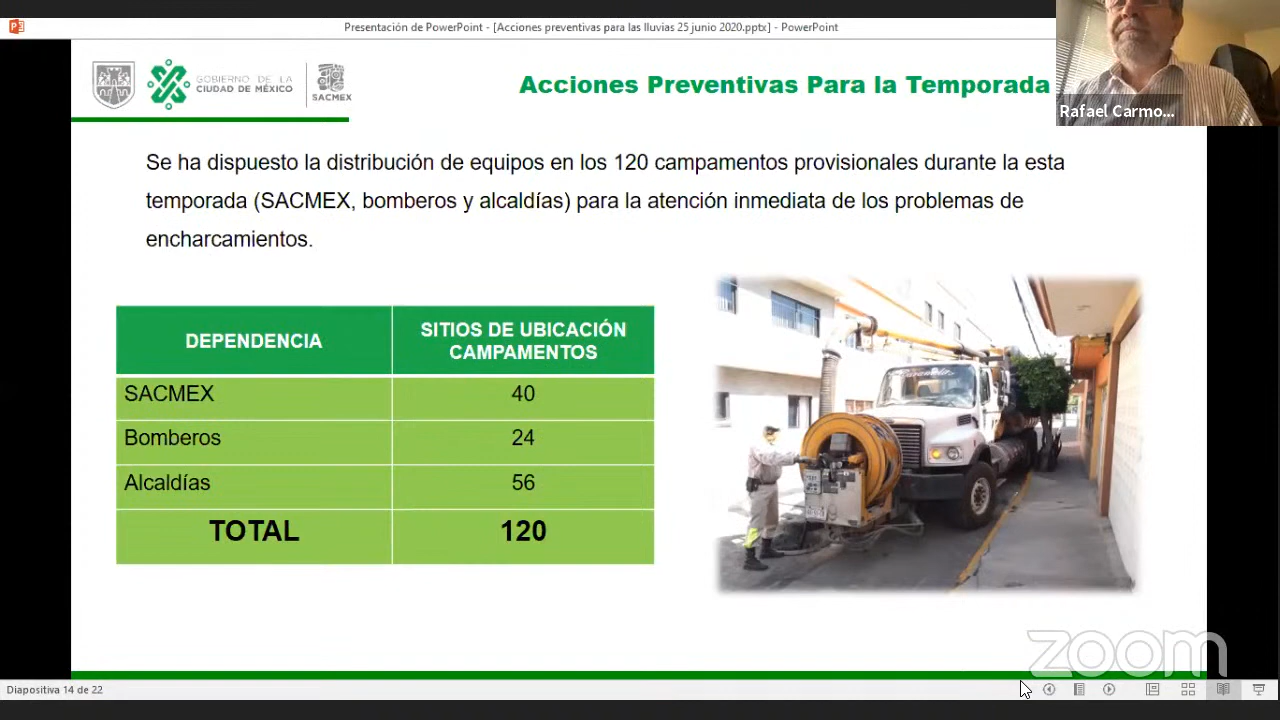 Presentación de PowerPoint - [Acciones preventivas para las lluvias 25 junio 2020.pptx] - PowerPoint
GOBIERNO DE LA
CIUDAD DE MÉXICO
SACMEX
Acciones Preventivas Para la Temporada
Rafael Carmo...
Se ha dispuesto la distribución de equipos en los 120 campamentos provisionales durante la esta
temporada (SACMEX, bomberos y alcaldías) para la atención inmediata de los problemas de
encharcamientos.
DEPENDENCIA
SITIOS DE UBICACIÓN
CAMPAMENTOS
SACMEX 40
Bomberos 24
Alcaldías 56
TOTAL 120
zoom
Diapositiva 14 de 22